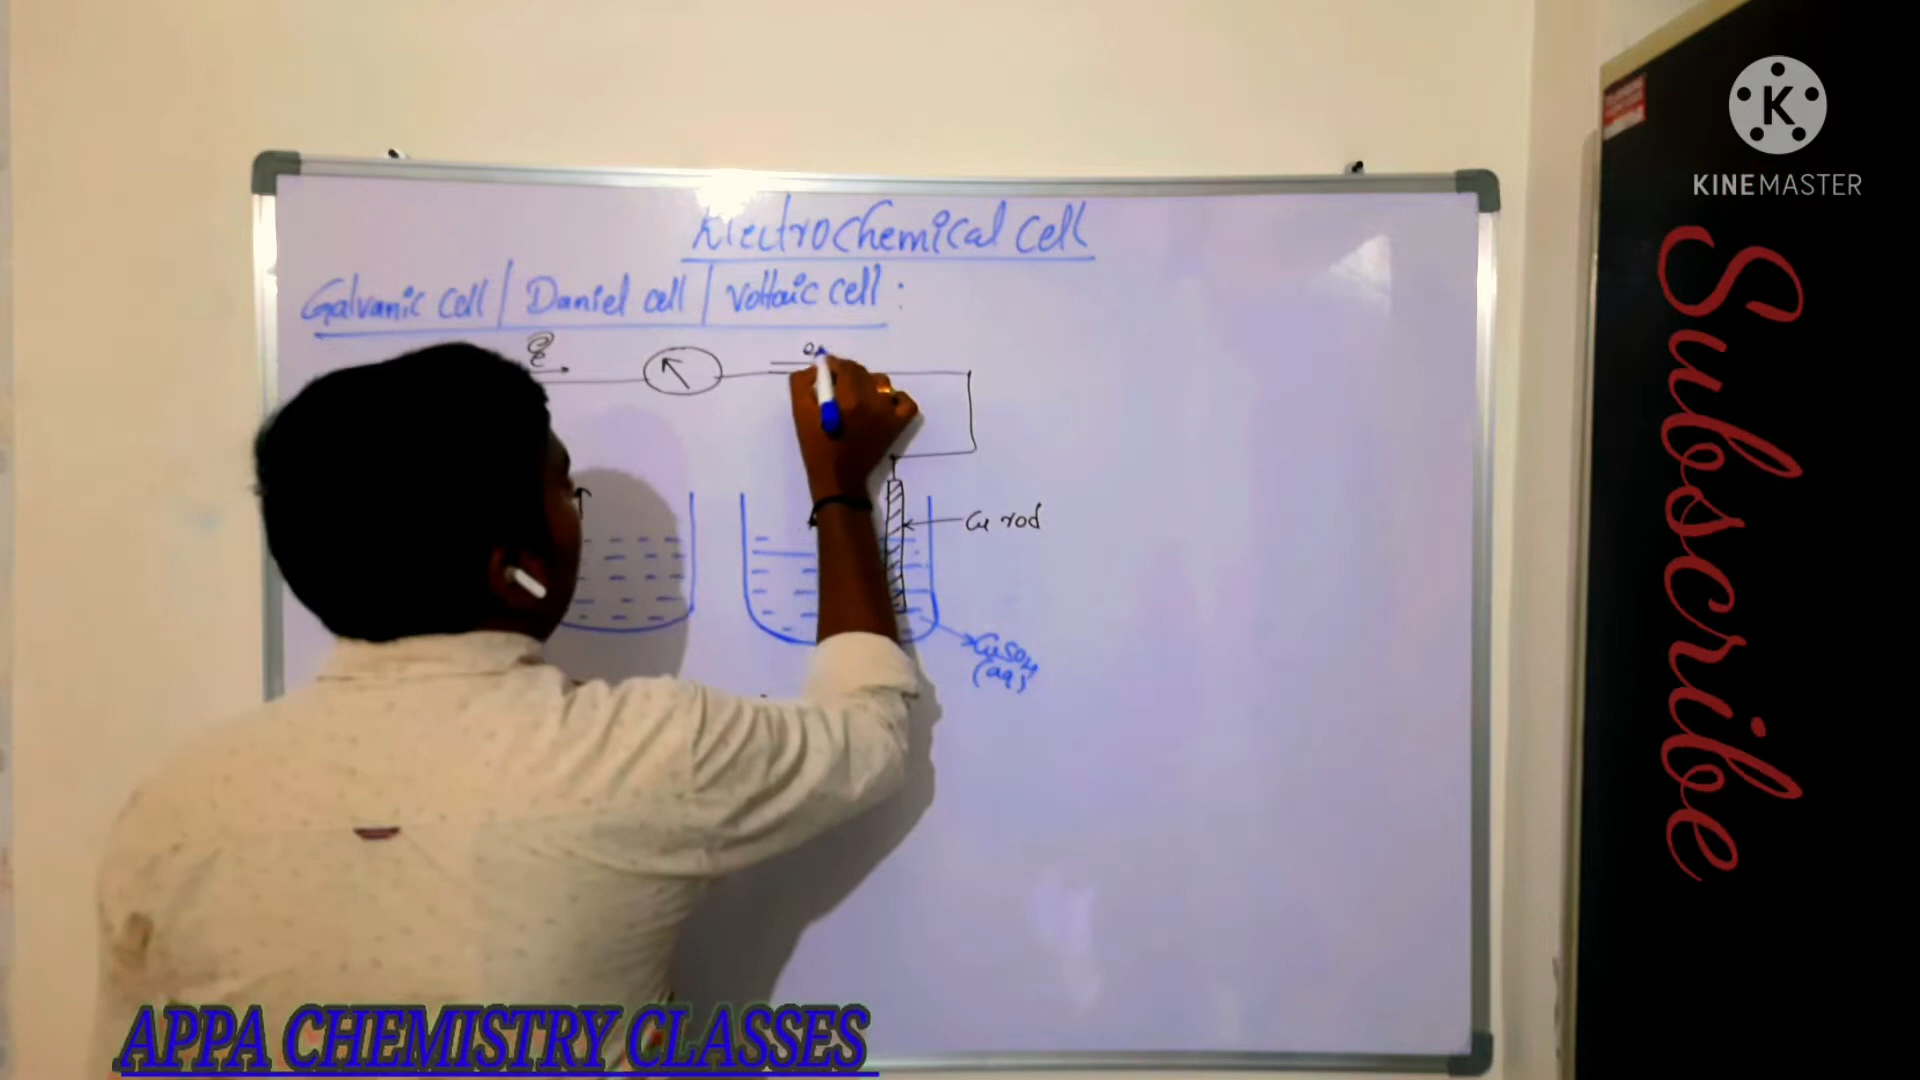 Electrochemical cell
Galvanic cell / Daniel cell / Voltaic cell :
Cu rod
CuSO4
(aq)
K
KINEMASTER
Subscribe
APPA CHEMISTRY CLASSES